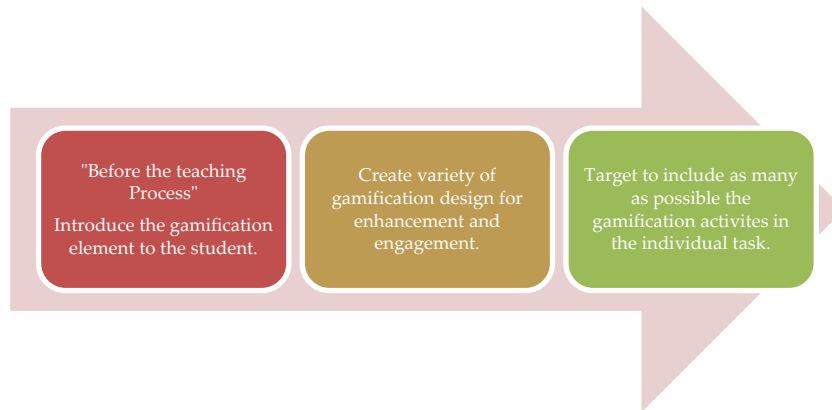 "Before the teaching
Process"
Introduce the gamification
element to the student.
Create variety of
gamification design for
enhancement and
engagement.
Target to include as many
as possible the
gamification activites in
the individual task.